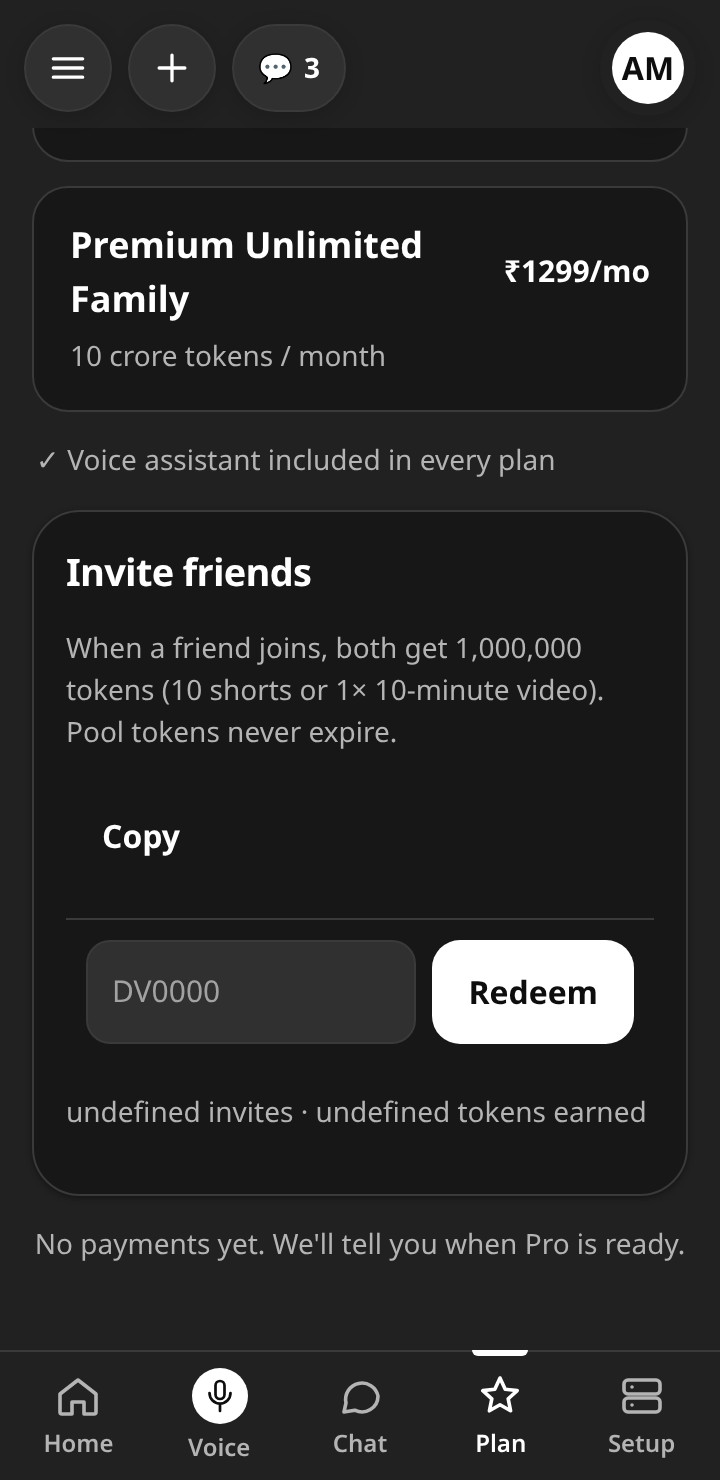 3
AM
Premium Unlimited
Family
₹1299/mo
10 crore tokens / month
✓ Voice assistant included in every plan
Invite friends
When a friend joins, both get 1,000,000
tokens (10 shorts or 1× 10-minute video).
Pool tokens never expire.
Copy
DV0000
Redeem
undefined invites · undefined tokens earned
No payments yet. We'll tell you when Pro is ready.
Home
Voice
Chat
Plan
Setup